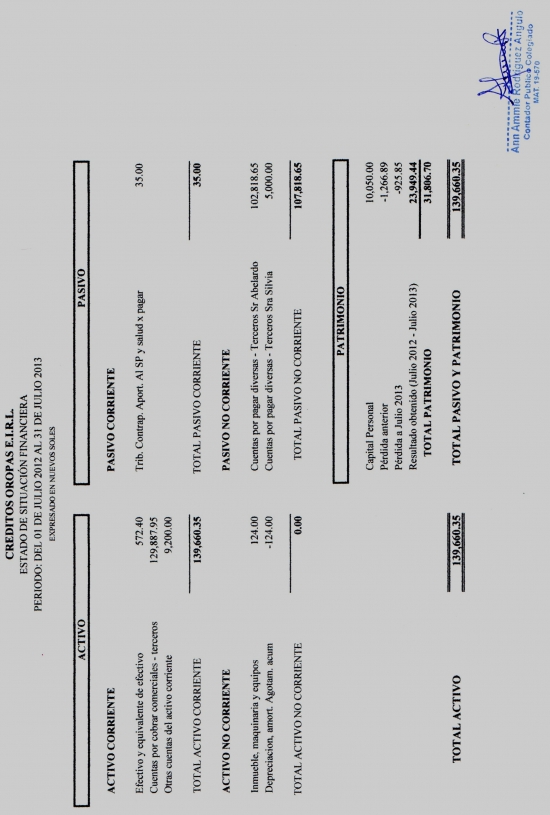 CREDITOS OROPAS E.I.R.L.
ESTADO DE SITUACIÓN FINANCIERA
PERIODO: DEL 01 DE JULIO 2012 AL 31 DE JULIO 2013
EXPRESADO EN NUEVOS SOLES
ACTIVO
ACTIVO CORRIENTE
Efectivo y equivalente de efectivo 572.40
Cuentas por cobrar comerciales - terceros 129,887.95
Otras cuentas del activo corriente 9,200.00
TOTAL ACTIVO CORRIENTE 139,660.35
ACTIVO NO CORRIENTE
Inmueble, maquinaria y equipos 124.00
Depreciacion, amort. Agotam. acum -124.00
TOTAL ACTIVO NO CORRIENTE 0.00
TOTAL ACTIVO 139,660.35
PASIVO
PASIVO CORRIENTE
Trib. Contrap. Aport. Al SP y salud x pagar 35.00
TOTAL PASIVO CORRIENTE 35.00
PASIVO NO CORRIENTE
Cuentas por pagar diversas - Terceros Sr Abelardo 102,818.65
Cuentas por pagar diversas - Terceros Sra Silvia 5,000.00
TOTAL PASIVO NO CORRIENTE 107,818.65
PATRIMONIO
Capital Personal 10,050.00
Pérdida anterior -1,266.89
Pérdida a Julio 2013 -925.85
Resultado obtenido (Julio 2012 - Julio 2013) 23,949.44
TOTAL PATRIMONIO 31,806.70
TOTAL PASIVO Y PATRIMONIO 139,660.35
Ann Ammie Rodriguez Angulo
Contador Publico Colegiado
MAT. 19-670